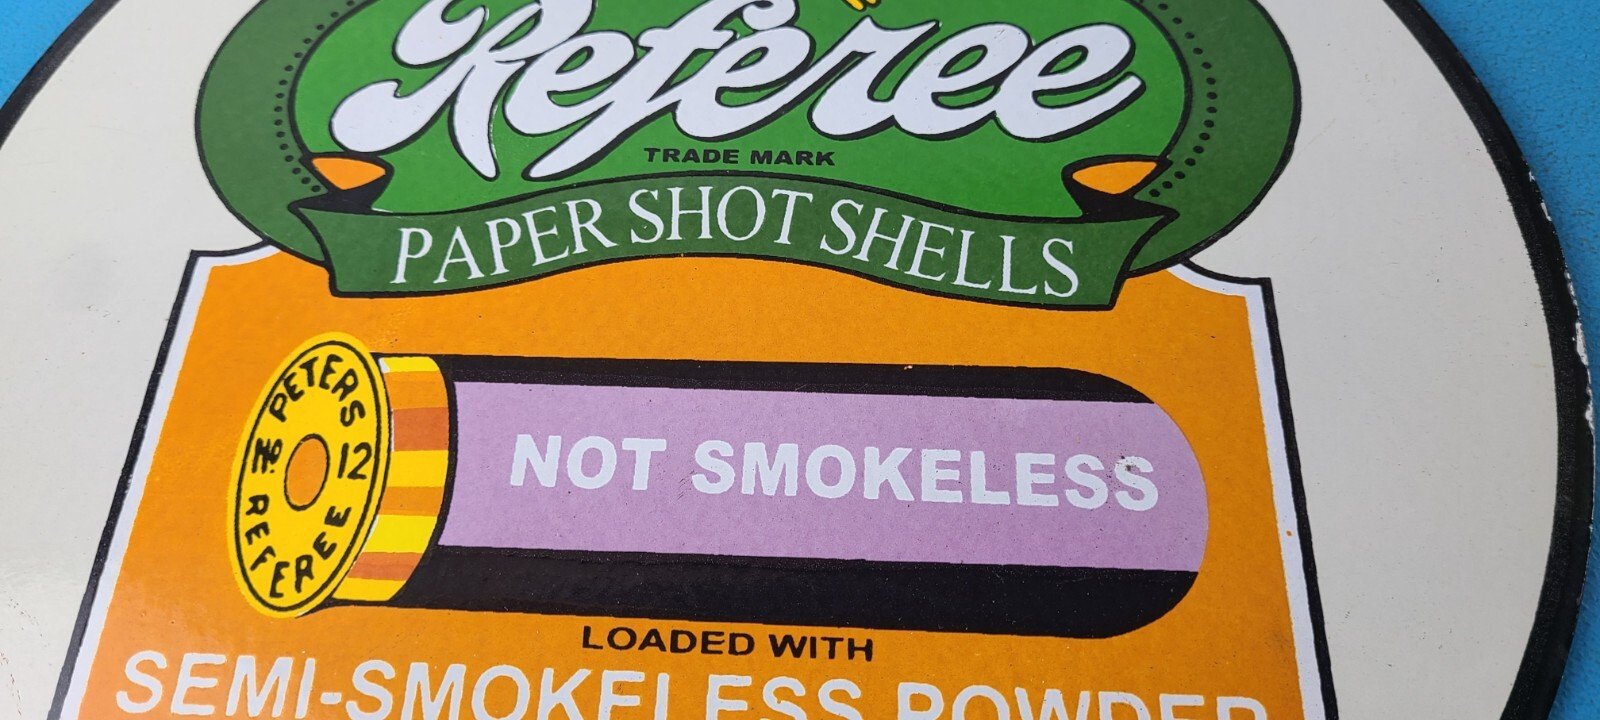 Referee
TRADE MARK
PAPER SHOT SHELLS
PETERS
No. 12
REFEREE
NOT SMOKELESS
LOADED WITH
SEMI-SMOKELESS POWDER